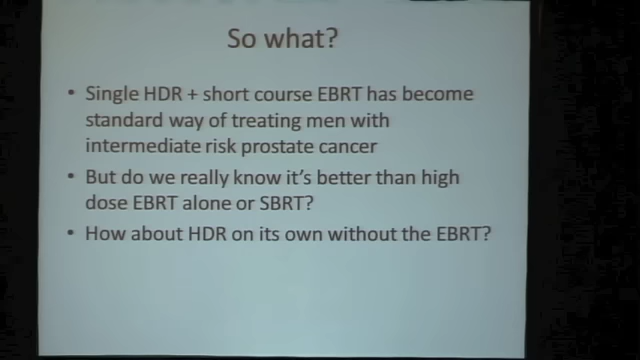 So what?
• Single HDR + short course EBRT has become
standard way of treating men with
intermediate risk prostate cancer
• But do we really know it's better than high
dose EBRT alone or SBRT?
• How about HDR on its own without the EBRT?